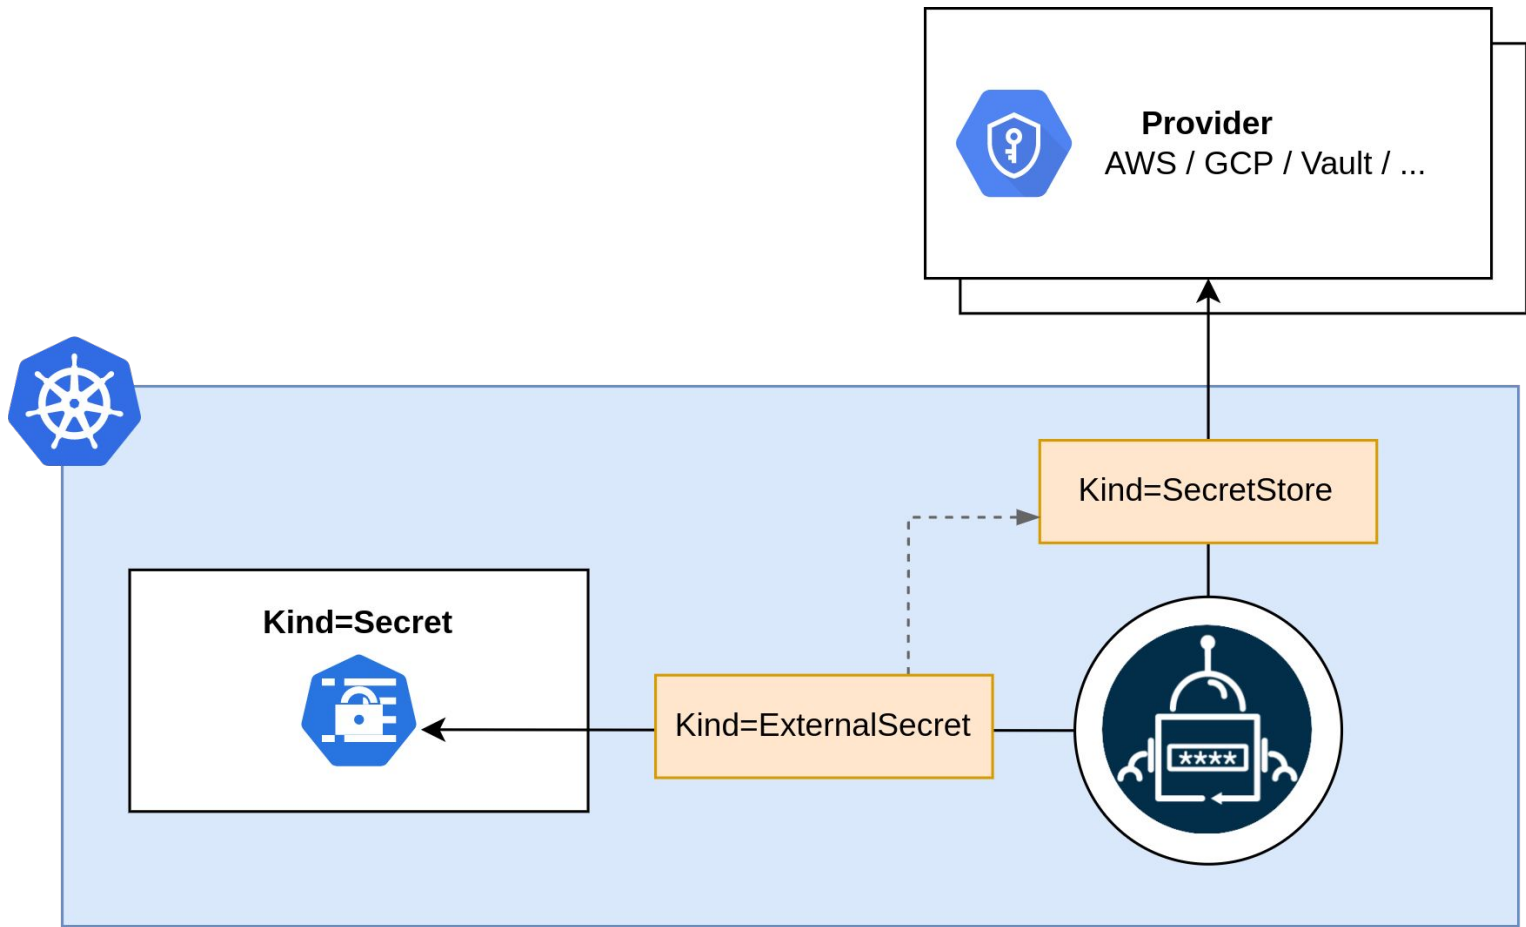 Provider
AWS / GCP / Vault / ...
Kind=SecretStore
Kind=Secret
Kind=ExternalSecret
****